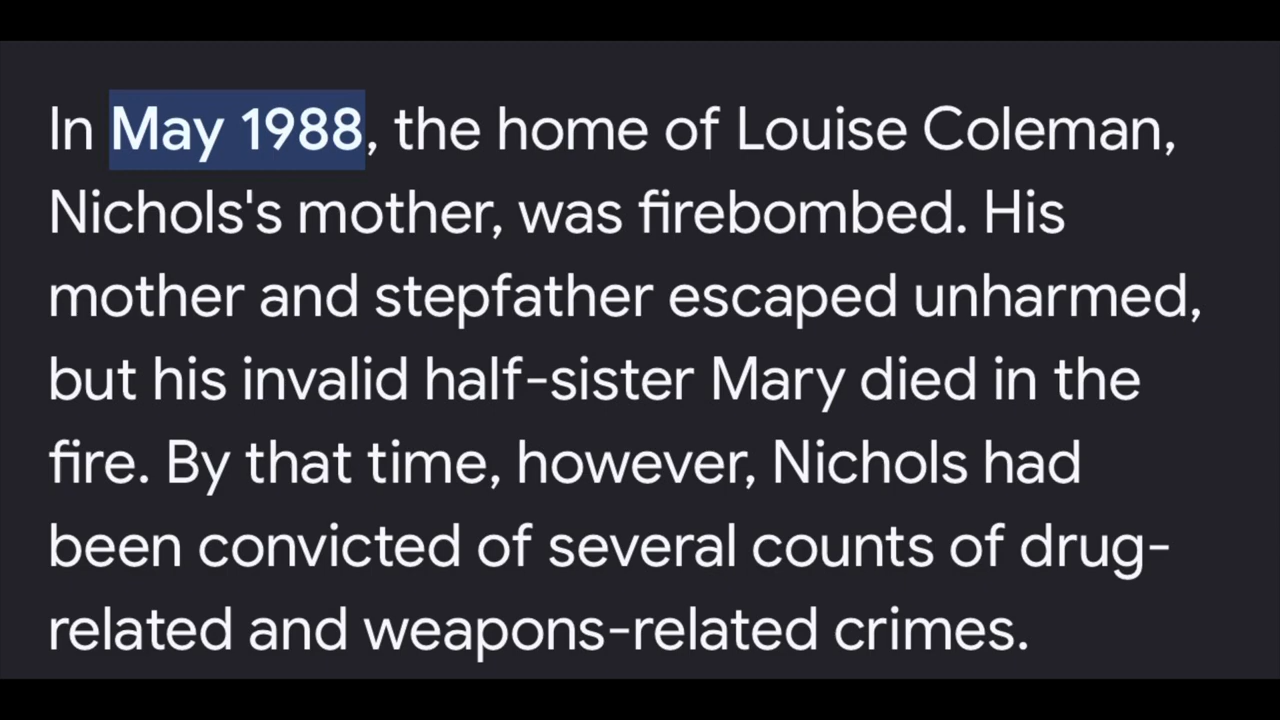 In May 1988, the home of Louise Coleman,
Nichols's mother, was firebombed. His
mother and stepfather escaped unharmed,
but his invalid half-sister Mary died in the
fire. By that time, however, Nichols had
been convicted of several counts of drug-
related and weapons-related crimes.